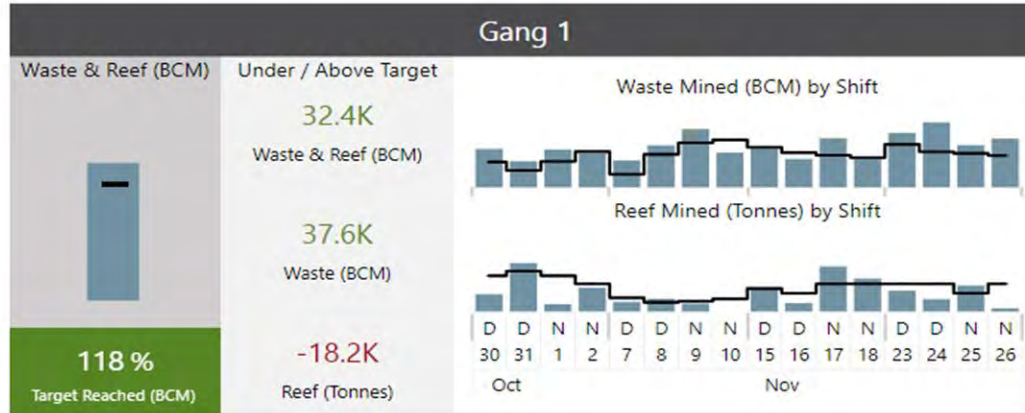 Gang 1
Waste & Reef (BCM)
118 %
Target Reached (BCM)
Under / Above Target
32.4K
Waste & Reef (BCM)
37.6K
Waste (BCM)
-18.2K
Reef (Tonnes)
Waste Mined (BCM) by Shift
Reef Mined (Tonnes) by Shift
D D N N D D N N D D N N D D N N
30 31 1 2 7 8 9 10 15 16 17 18 23 24 25 26
Oct Nov